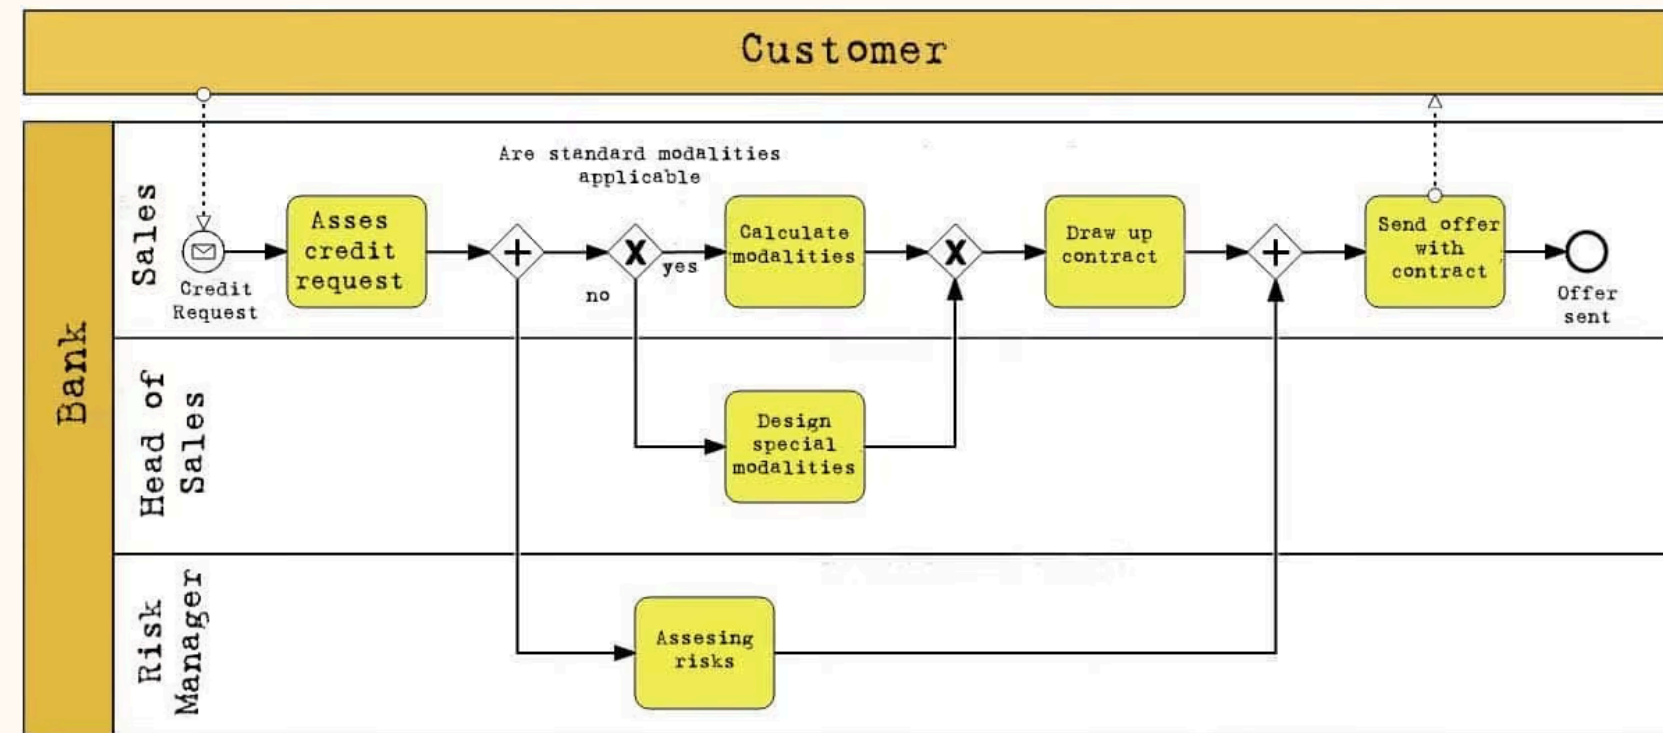 Customer
Bank
Sales
Are standard modalities
applicable
Asses
credit
request
Credit
Request
yes
no
Calculate
modalities
Draw up
contract
Send offer
with
contract
Offer
sent
Head of
Sales
Design
special
modalities
Risk
Manager
Assesing
risks